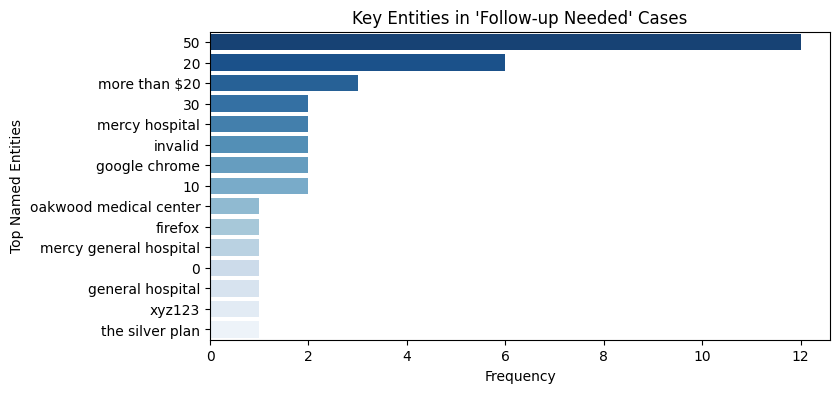 Key Entities in 'Follow-up Needed' Cases
Top Named Entities
50
20
more than $20
30
mercy hospital
invalid
google chrome
10
oakwood medical center
firefox
mercy general hospital
0
general hospital
xyz123
the silver plan
0 2 4 6 8 10 12
Frequency